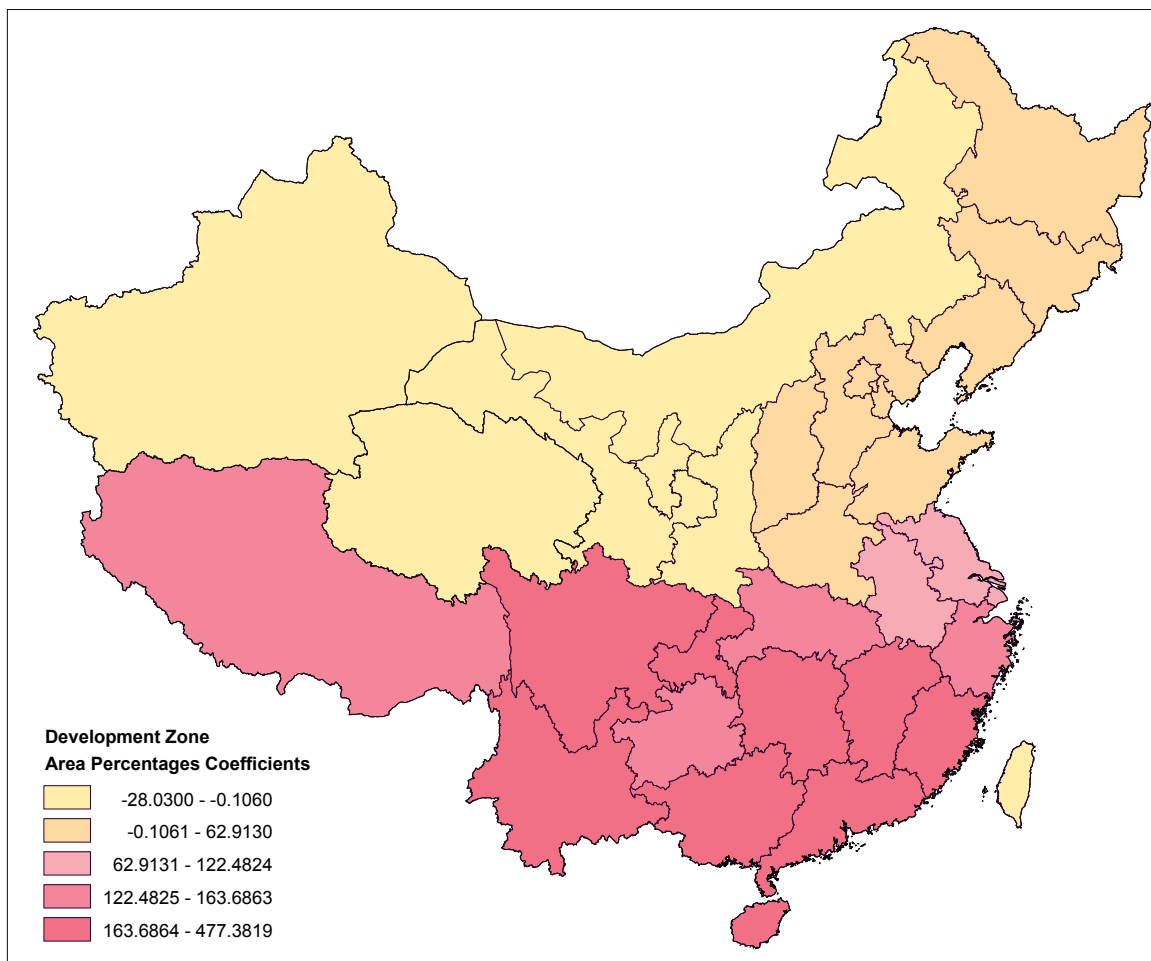 Development Zone
Area Percentages Coefficients
-28.0300 - -0.1060
-0.1061 - 62.9130
62.9131 - 122.4824
122.4825 - 163.6863
163.6864 - 477.3819